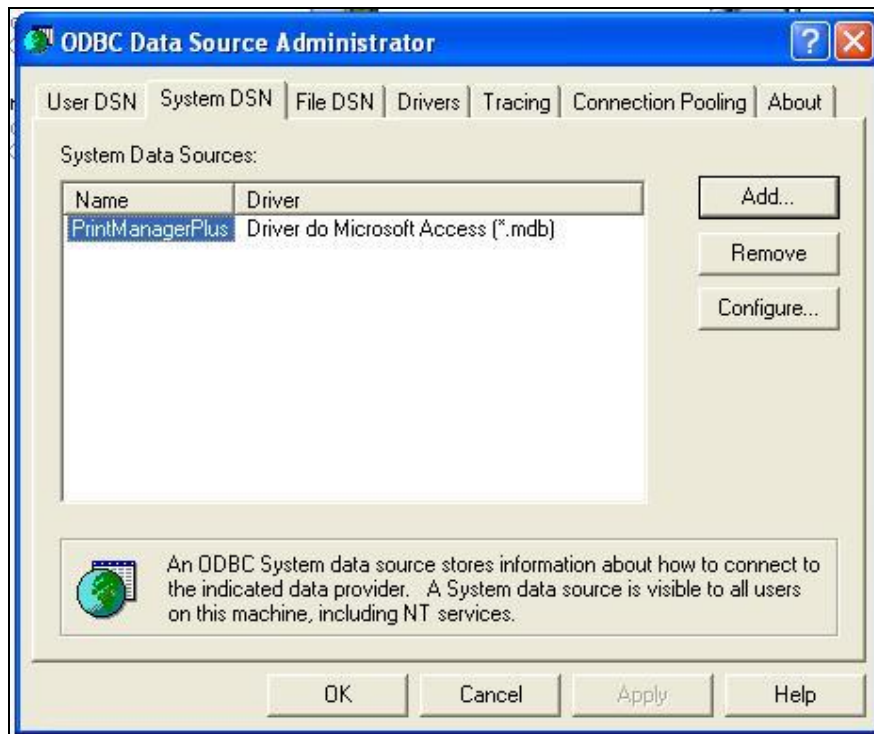 ODBC Data Source Administrator
User DSN System DSN File DSN Drivers Tracing Connection Pooling About
System Data Sources:
Name Driver
PrintManagerPlus Driver do Microsoft Access (*.mdb)
Add...
Remove
Configure...
An ODBC System data source stores information about how to connect to
the indicated data provider. A System data source is visible to all users
on this machine, including NT services.
OK Cancel Apply Help